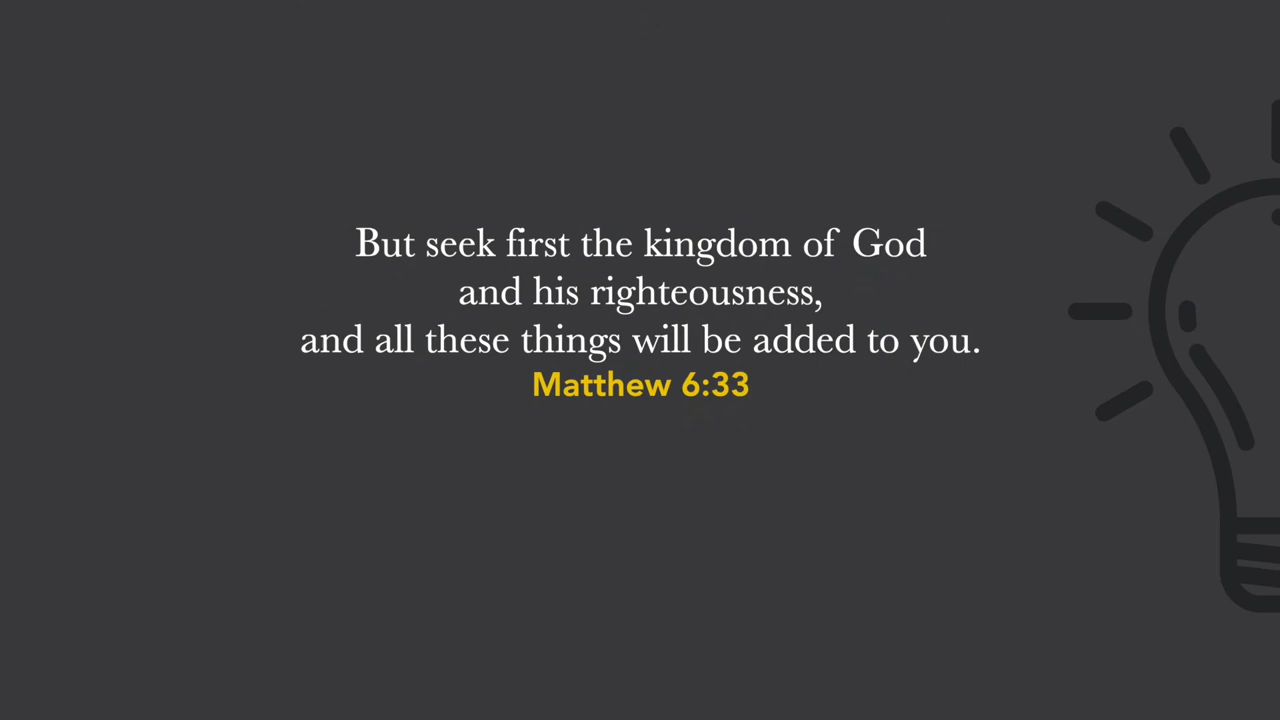 But seek first the kingdom of God
and his righteousness,
and all these things will be added to you.
Matthew 6:33